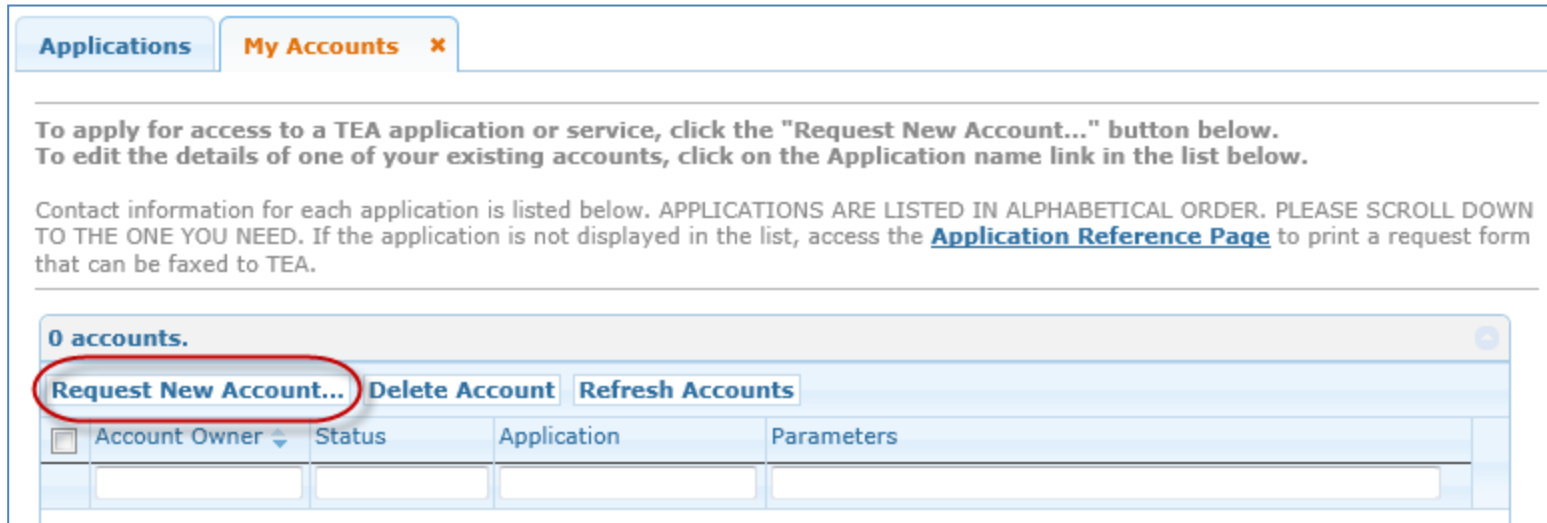 Applications My Accounts ×
To apply for access to a TEA application or service, click the "Request New Account..." button below.
To edit the details of one of your existing accounts, click on the Application name link in the list below.
Contact information for each application is listed below. APPLICATIONS ARE LISTED IN ALPHABETICAL ORDER. PLEASE SCROLL DOWN
TO THE ONE YOU NEED. If the application is not displayed in the list, access the Application Reference Page to print a request form
that can be faxed to TEA.
0 accounts.
Request New Account... Delete Account Refresh Accounts
Account Owner Status Application Parameters